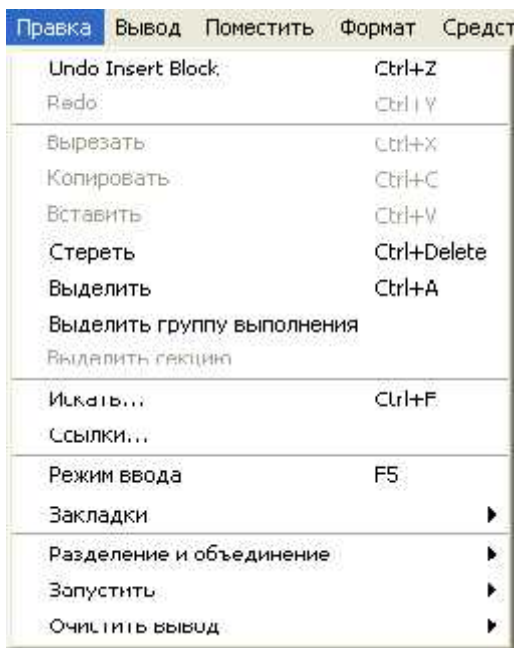 Правка Вывод Поместить Формат Средст
Undo Insert Block Ctrl+Z
Redo Ctrl+Y
Вырезать Ctrl+X
Копировать Ctrl+C
Вставить Ctrl+V
Стереть Ctrl+Delete
Выделить Ctrl+A
Выделить группу выполнения
Выделить секцию
Искать... Ctrl+F
Ссылки...
Режим ввода F5
Закладки
Разделение и объединение
Запустить
Очистить вывод